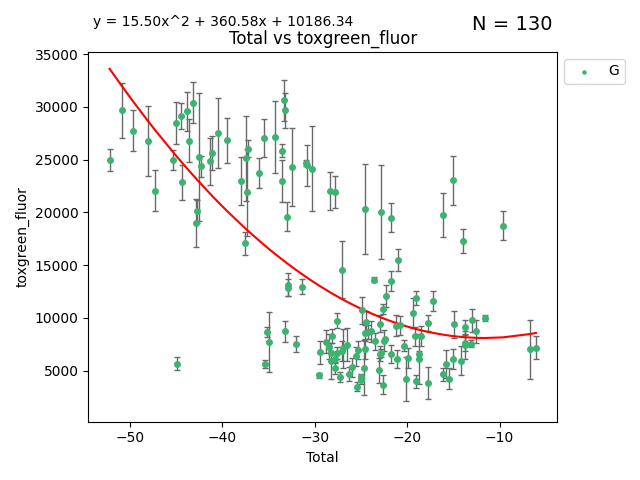 y = 15.50x^2 + 360.58x + 10186.34
N = 130
Total vs toxgreen_fluor
G
toxgreen_fluor
35000
30000
25000
20000
15000
10000
5000
−50 −40 −30 −20 −10
Total